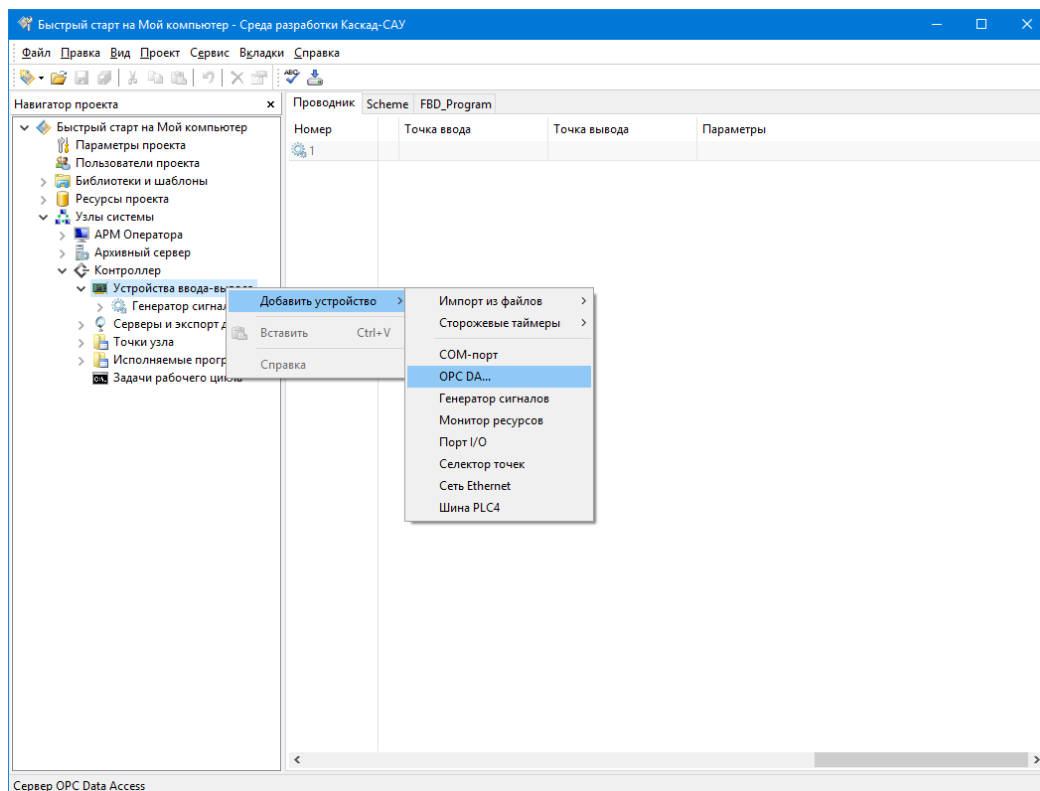 Быстрый старт на Мой компьютер - Среда разработки Каскад-САУ
Файл Правка Вид Проект Сервис Вкладки Справка
ABC
Навигатор проекта
Проводник Scheme FBD_Program
Номер Точка ввода Точка вывода Параметры
1
Быстрый старт на Мой компьютер
Параметры проекта
Пользователи проекта
Библиотеки и шаблоны
Ресурсы проекта
Узлы системы
АРМ Оператора
Архивный сервер
Контроллер
Устройства ввода-вывода
Генератор сигнал
Серверы и экспорт д
Точки узла
Исполняемые прогр
Задачи рабочего цикла
Добавить устройство
Вставить Ctrl+V
Справка
Импорт из файлов
Сторожевые таймеры
COM-порт
OPC DA...
Генератор сигналов
Монитор ресурсов
Порт I/O
Селектор точек
Сеть Ethernet
Шина PLC4
Сервер OPC Data Access